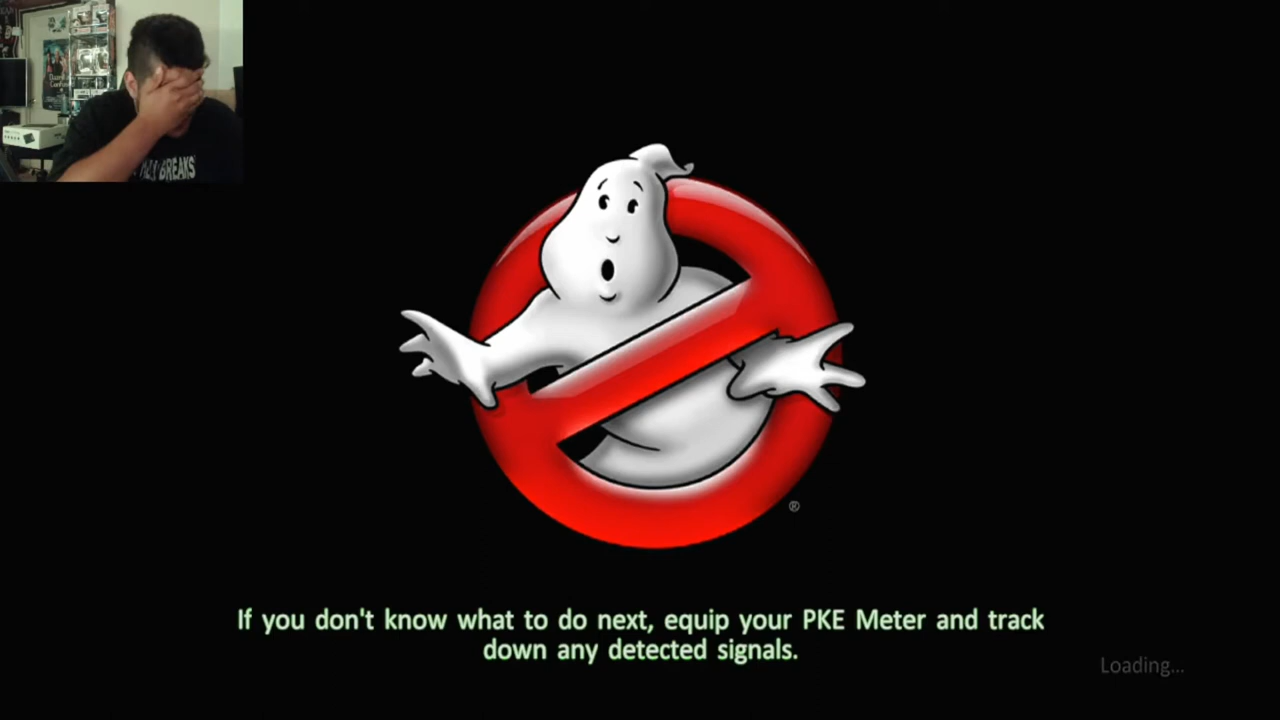 BREAKS
If you don't know what to do next, equip your PKE Meter and track
down any detected signals.
®
Loading...